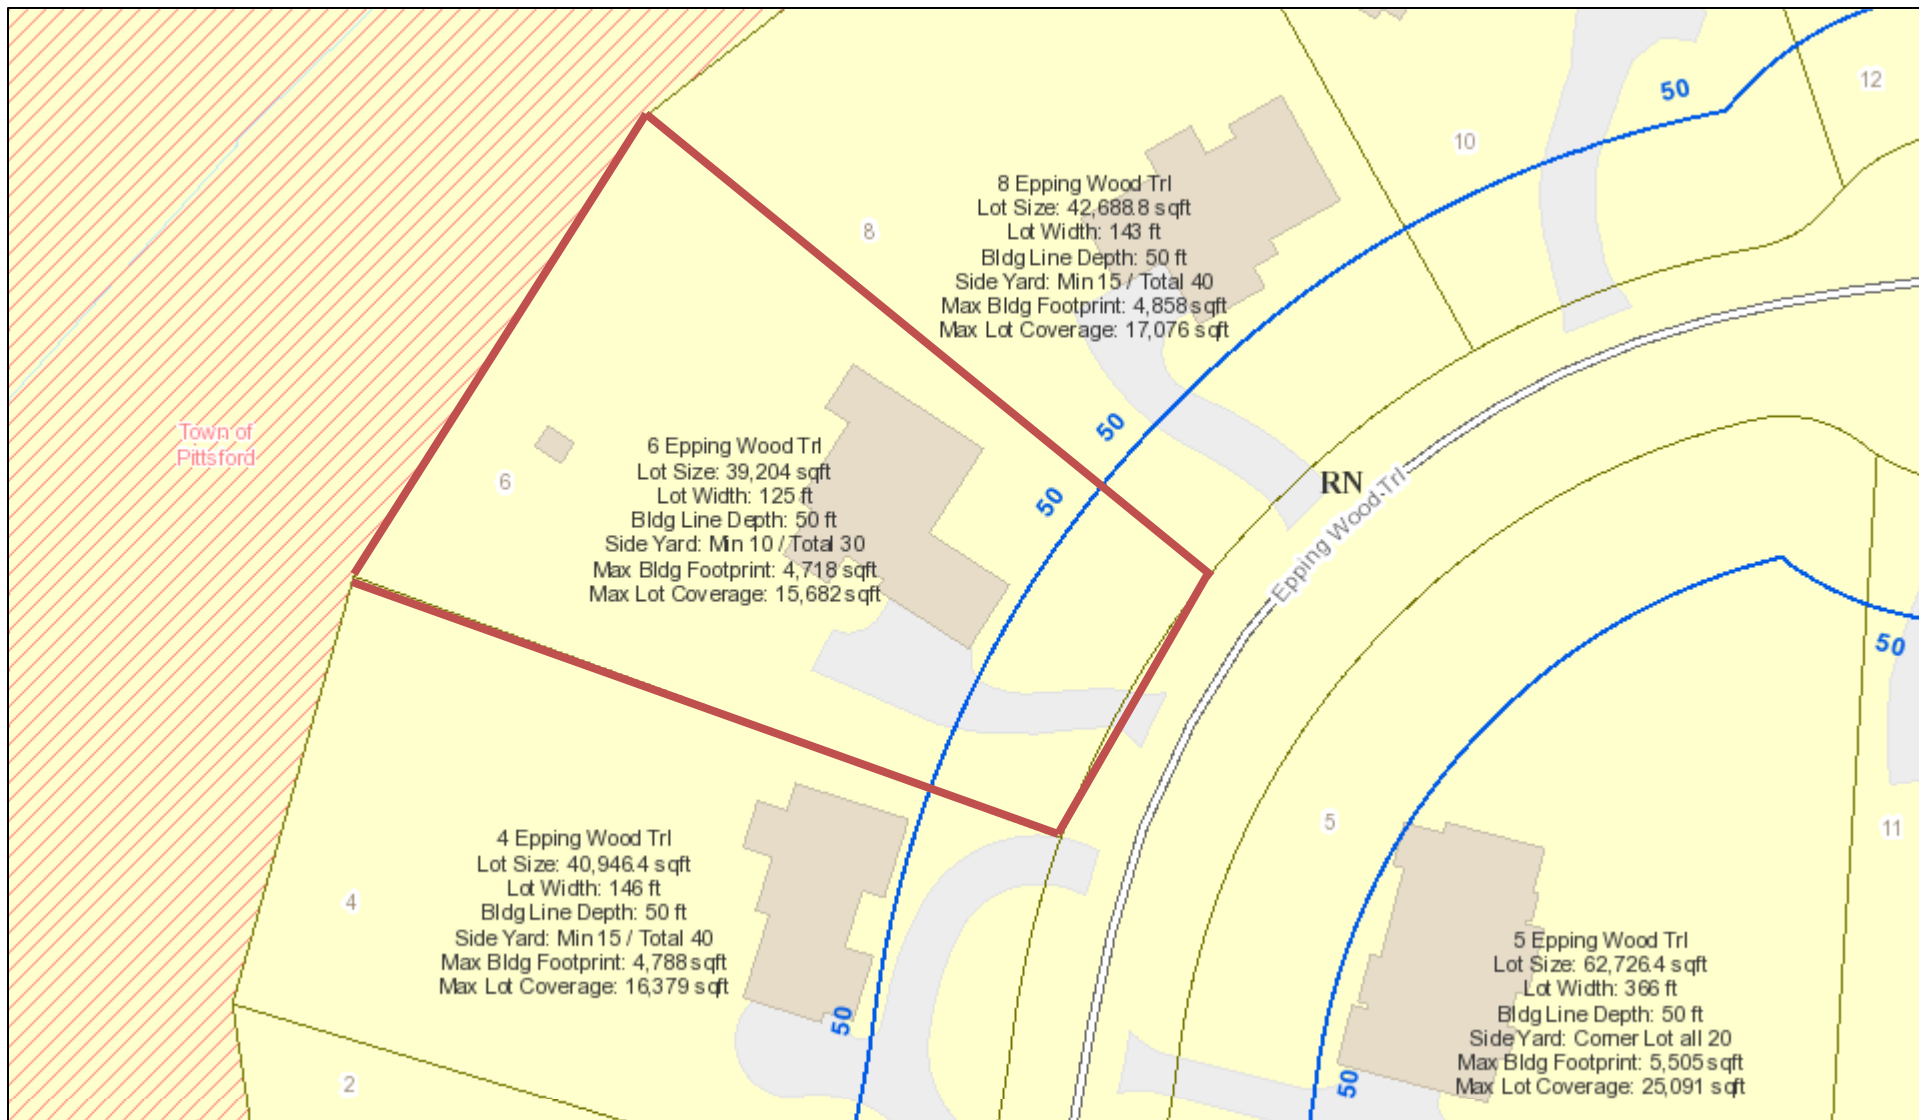 50
12
10
8 Epping Wood Trl
Lot Size: 42,688.8 sqft
Lot Width: 143 ft
Bldg Line Depth: 50 ft
Side Yard: Min 15 / Total 40
Max Bldg Footprint: 4,858 sqft
Max Lot Coverage: 17,076 sqft
8
Town of
Pittsford
50
50
RN
Epping Wood Trl
6 Epping Wood Trl
Lot Size: 39,204 sqft
Lot Width: 125 ft
Bldg Line Depth: 50 ft
Side Yard: Min 10 / Total 30
Max Bldg Footprint: 4,718 sqft
Max Lot Coverage: 15,682 sqft
6
50
5
11
4 Epping Wood Trl
Lot Size: 40,946.4 sqft
Lot Width: 146 ft
Bldg Line Depth: 50 ft
Side Yard: Min 15 / Total 40
Max Bldg Footprint: 4,788 sqft
Max Lot Coverage: 16,379 sqft
4
50
5 Epping Wood Trl
Lot Size: 62,726.4 sqft
Lot Width: 366 ft
Bldg Line Depth: 50 ft
Side Yard: Corner Lot all 20
Max Bldg Footprint: 5,505 sqft
Max Lot Coverage: 25,091 sqft
50
2